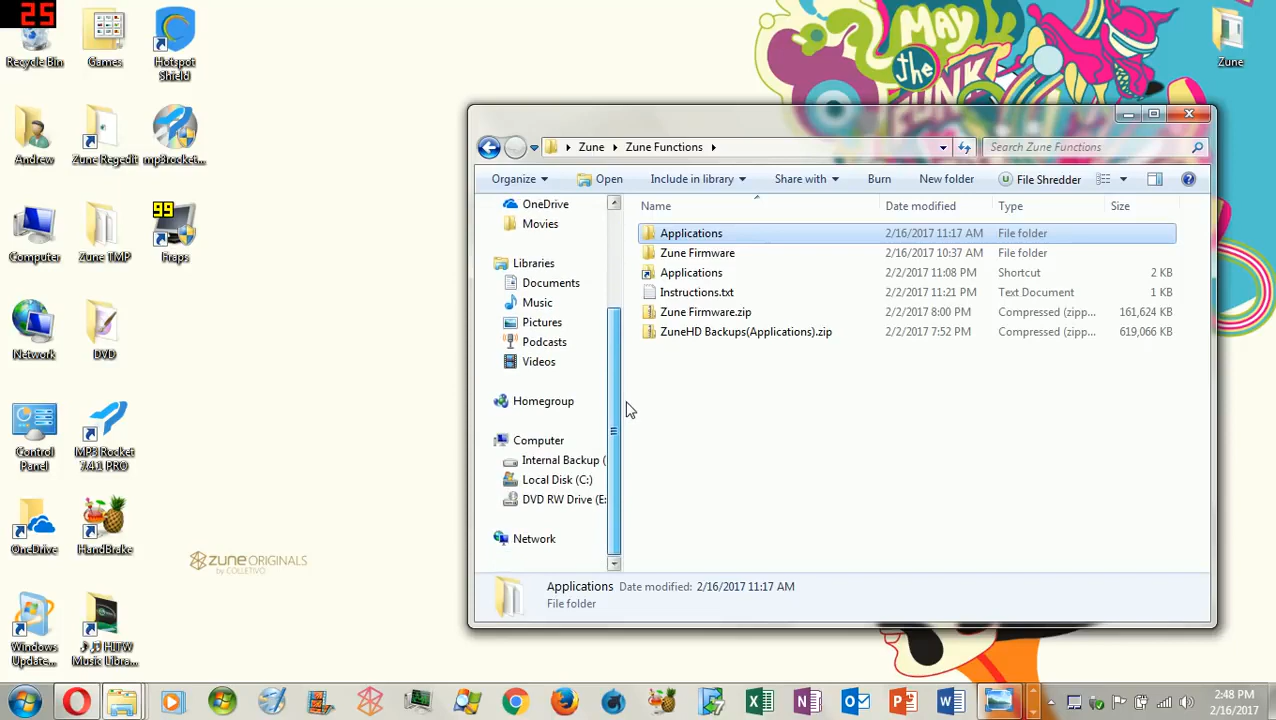 25
Recycle Bin
Games
Hotspot Shield
Zune
Andrew
Zune Regedit
mp3rocket...
Computer
Zune TMP
99
Fraps
Network
DVD
Control Panel
MP3 Rocket 7.4.1 PRO
OneDrive
HandBrake
Windows Update...
♪♫ HJTW Music Libra...
ZUNE ORIGINALS
by COLLETIVO
MAY
the
FUNK
Zune
Zune Functions
Search Zune Functions
Organize
Open
Include in library
Share with
Burn
New folder
File Shredder
OneDrive
Movies
Libraries
Documents
Music
Pictures
Podcasts
Videos
Homegroup
Computer
Internal Backup (
Local Disk (C:)
DVD RW Drive (E:
Network
Name Date modified Type Size
Applications 2/16/2017 11:17 AM File folder
Zune Firmware 2/16/2017 10:37 AM File folder
Applications 2/2/2017 11:08 PM Shortcut 2 KB
Instructions.txt 2/2/2017 11:21 PM Text Document 1 KB
Zune Firmware.zip 2/2/2017 8:00 PM Compressed (zipp... 161,624 KB
ZuneHD Backups(Applications).zip 2/2/2017 7:52 PM Compressed (zipp... 619,066 KB
Applications Date modified: 2/16/2017 11:17 AM
File folder
2:48 PM
2/16/2017